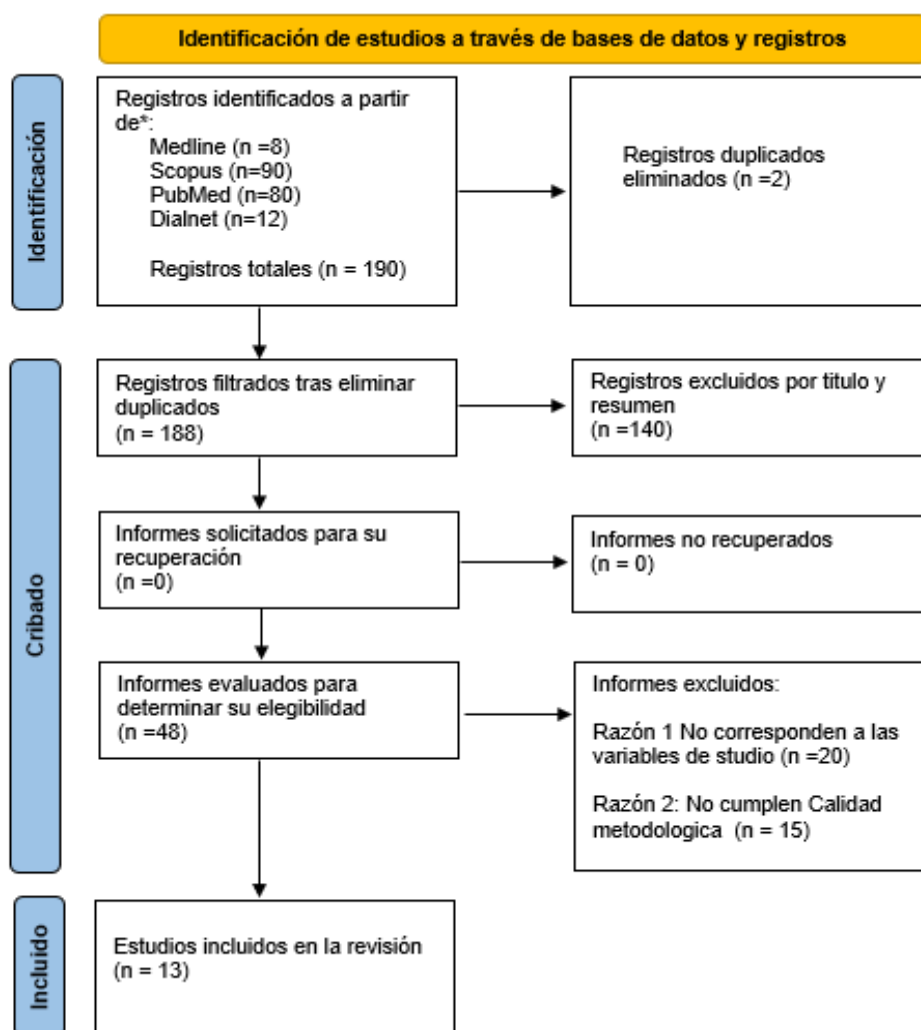 Identificación de estudios a través de bases de datos y registros
Identificación
Registros identificados a partir
de*:
Medline (n =8)
Scopus (n=90)
PubMed (n=80)
Dialnet (n=12)
Registros totales (n = 190)
Registros duplicados
eliminados (n =2)
Cribado
Registros filtrados tras eliminar
duplicados
(n = 188)
Registros excluidos por titulo y
resumen
(n =140)
Informes solicitados para su
recuperación
(n =0)
Informes no recuperados
(n = 0)
Informes evaluados para
determinar su elegibilidad
(n =48)
Informes excluidos:
Razón 1 No corresponden a las
variables de studio (n =20)
Razón 2: No cumplen Calidad
metodologica (n = 15)
Incluido
Estudios incluidos en la revisión
(n = 13)